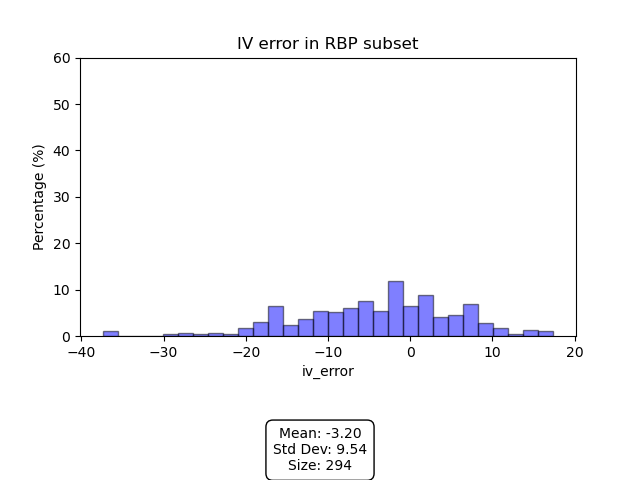 IV error in RBP subset
60
50
40
30
20
10
0
Percentage (%)
−40 −30 −20 −10 0 10 20
iv_error
Mean: -3.20
Std Dev: 9.54
Size: 294